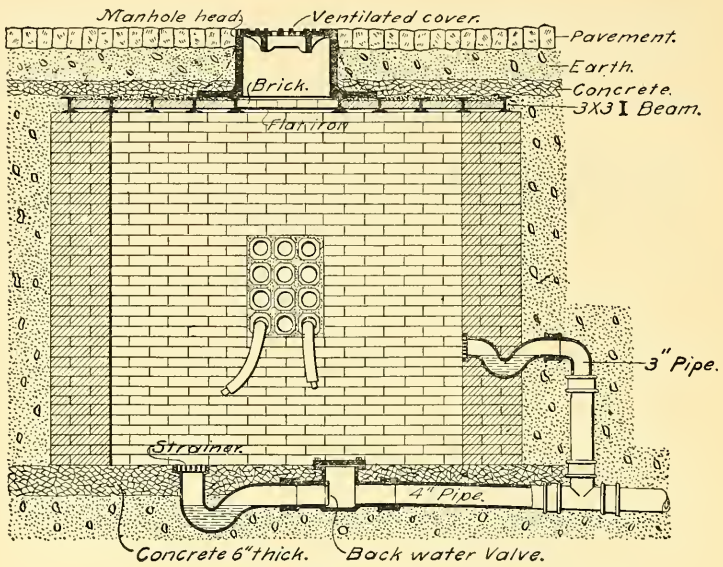 Manhole head.
Ventilated cover.
Pavement.
Earth.
Concrete.
3X3 I Beam.
Brick.
Flat iron
3" Pipe.
Strainer.
4" Pipe.
Concrete 6" thick.
Back water Valve.